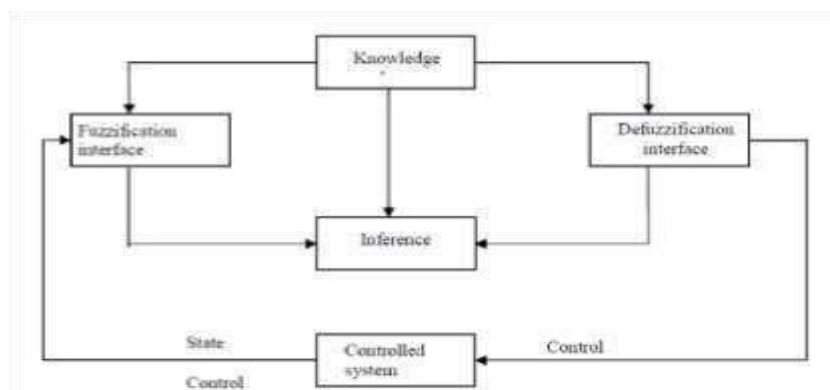 Knowledge
Fuzzification
interface
Defuzzification
interface
Inference
State
Control
Controlled
system
Control